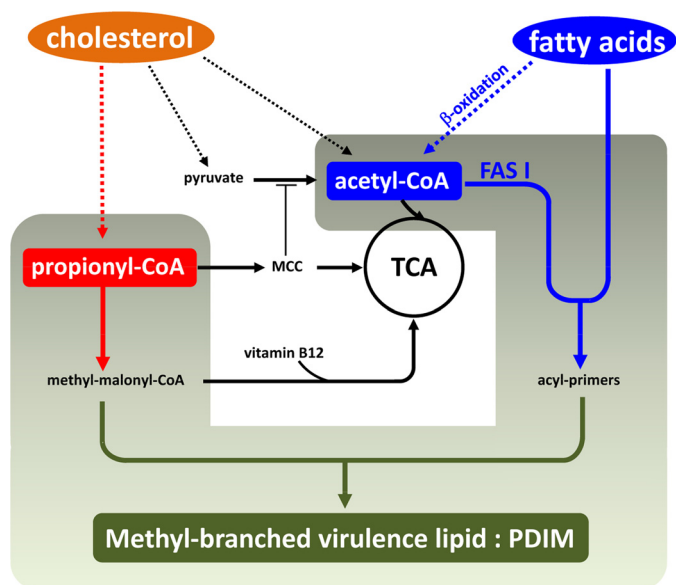 cholesterol
fatty acids
β-oxidation
pyruvate
acetyl-CoA
FAS I
propionyl-CoA
MCC
TCA
vitamin B12
methyl-malonyl-CoA
acyl-primers
Methyl-branched virulence lipid : PDIM